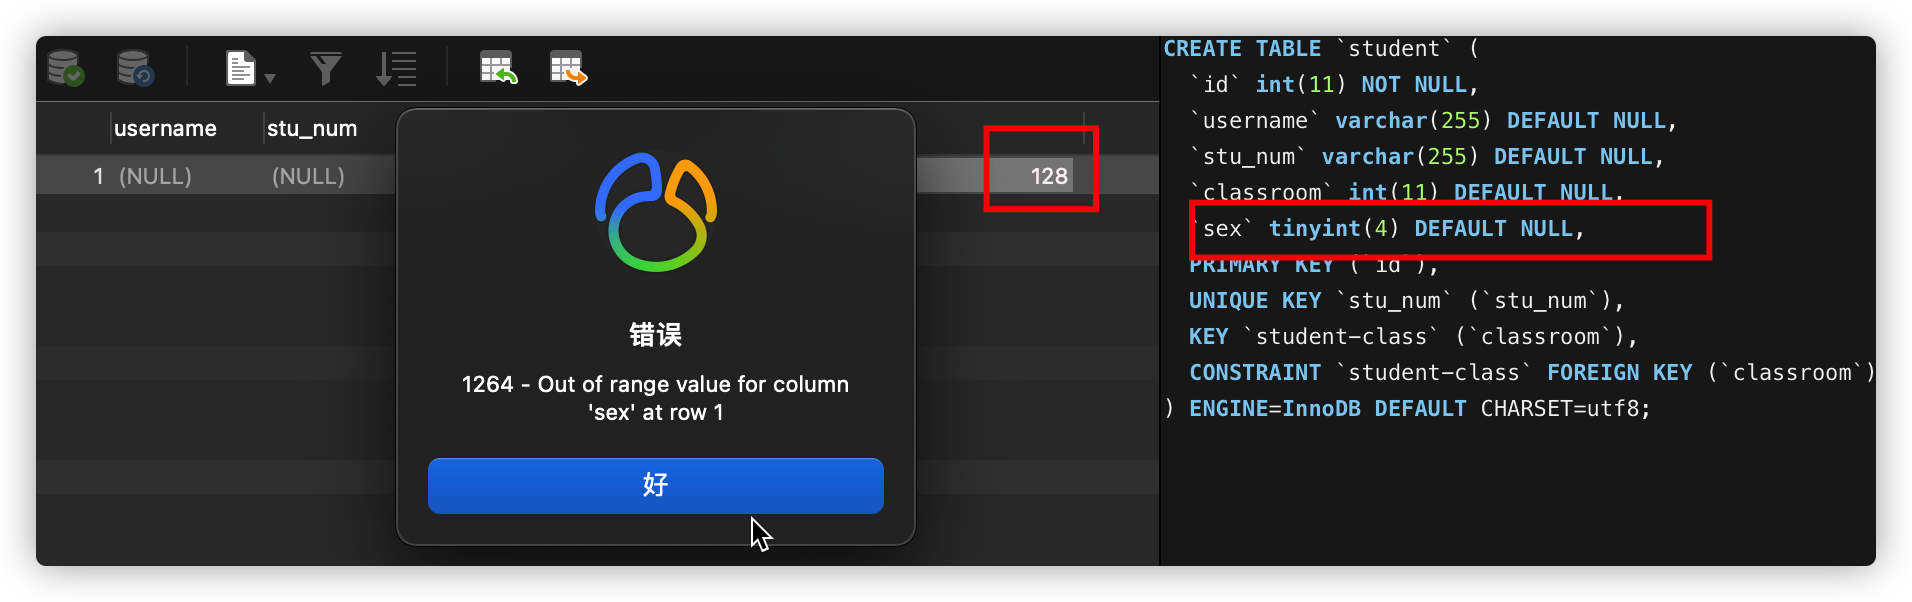 username stu_num
1 (NULL) (NULL) 128
错误
1264 - Out of range value for column
'sex' at row 1
好
CREATE TABLE `student` (
`id` int(11) NOT NULL,
`username` varchar(255) DEFAULT NULL,
`stu_num` varchar(255) DEFAULT NULL,
`classroom` int(11) DEFAULT NULL,
`sex` tinyint(4) DEFAULT NULL,
PRIMARY KEY (`id`),
UNIQUE KEY `stu_num` (`stu_num`),
KEY `student-class` (`classroom`),
CONSTRAINT `student-class` FOREIGN KEY (`classroom`)
) ENGINE=InnoDB DEFAULT CHARSET=utf8;